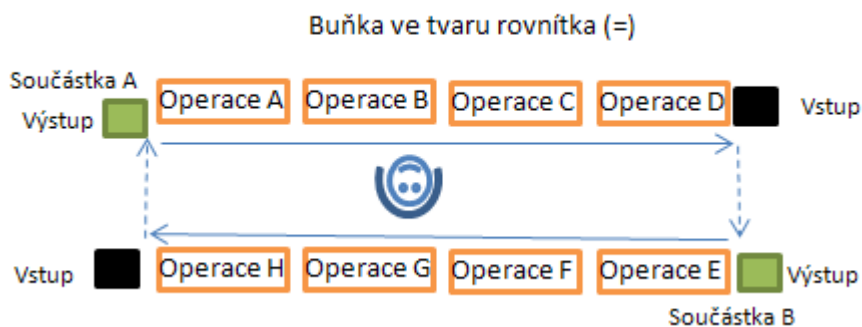 Buňka ve tvaru rovnítka (=)
Součástka A
Výstup
Operace A
Operace B
Operace C
Operace D
Vstup
Vstup
Operace H
Operace G
Operace F
Operace E
Výstup
Součástka B